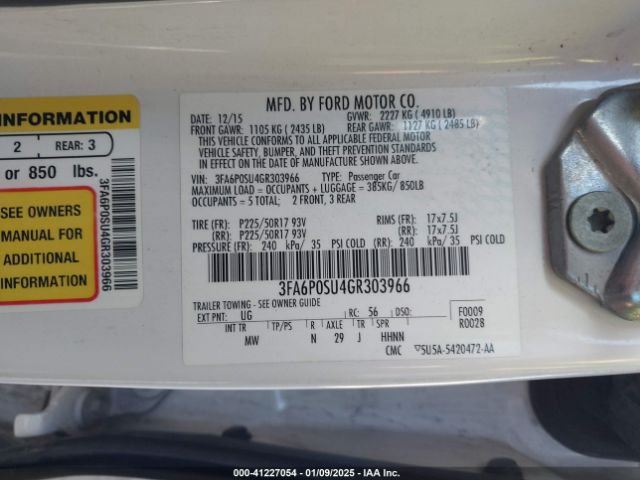 INFORMATION
2 REAR: 3
or 850 lbs.
SEE OWNERS
MANUAL FOR
ADDITIONAL
INFORMATION
3FA6P0SU4GR303966
MFD. BY FORD MOTOR CO.
DATE: 12/15 GVWR: 2227 KG ( 4910 LB)
FRONT GAWR: 1105 KG ( 2435 LB) REAR GAWR: 1127 KG ( 2485 LB)
THIS VEHICLE CONFORMS TO ALL APPLICABLE FEDERAL MOTOR
VEHICLE SAFETY, BUMPER, AND THEFT PREVENTION STANDARDS
IN EFFECT ON THE DATE OF MANUFACTURE SHOWN ABOVE.
VIN: 3FA6P0SU4GR303966 TYPE: Passenger Car
MAXIMUM LOAD = OCCUPANTS + LUGGAGE = 385KG/850LB
OCCUPANTS = 5 TOTAL; 2 FRONT, 3 REAR
TIRE (FR): P225/50R17 93V RIMS (FR): 17x7.5J
(RR): P225/50R17 93V (RR): 17x7.5J
PRESSURE (FR): 240 kPa/ 35 PSI COLD (RR): 240 kPa/ 35 PSI COLD
3FA6P0SU4GR303966
TRAILER TOWING - SEE OWNER GUIDE
EXT PNT: UG RC: 56 DSO: F0009
R0028
INT TR TP/PS R AXLE TR SPR
MW N 29 J HHNN
CMC ▽5U5A-5420472-AA
000-41227054 - 01/09/2025 - IAA Inc.